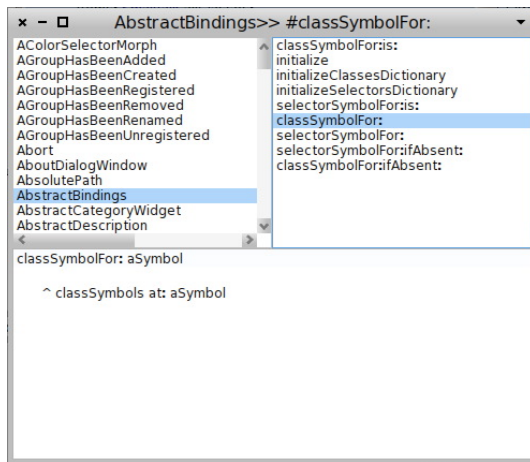 AbstractBindings>> #classSymbolFor:
AColorSelectorMorph
AGroupHasBeenAdded
AGroupHasBeenCreated
AGroupHasBeenRegistered
AGroupHasBeenRemoved
AGroupHasBeenRenamed
AGroupHasBeenUnregistered
Abort
AboutDialogWindow
AbsolutePath
AbstractBindings
AbstractCategoryWidget
AbstractDescription
classSymbolFor:is:
initialize
initializeClassesDictionary
initializeSelectorsDictionary
selectorSymbolFor:is:
classSymbolFor:
selectorSymbolFor:
selectorSymbolFor:ifAbsent:
classSymbolFor:ifAbsent:
classSymbolFor: aSymbol
^ classSymbols at: aSymbol